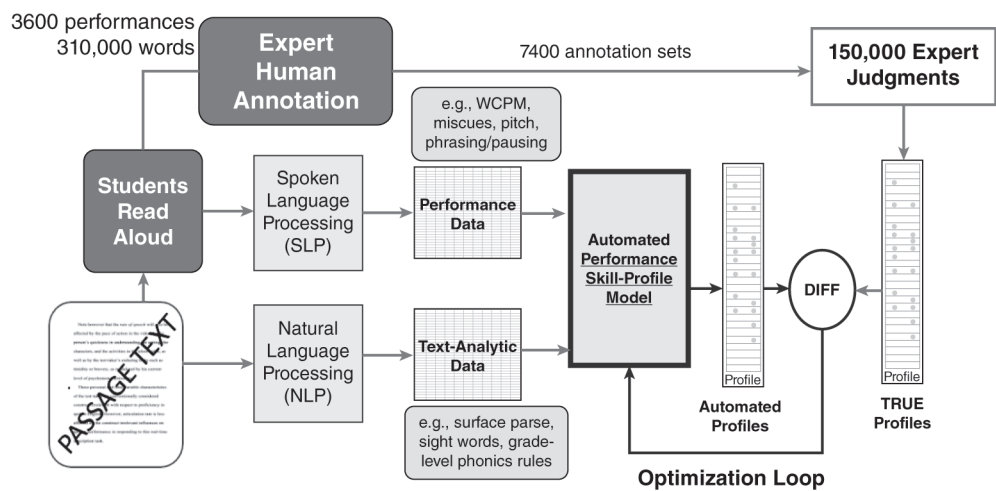 3600 performances
310,000 words
Expert
Human
Annotation
7400 annotation sets
150,000 Expert
Judgments
e.g., WCPM,
miscues, pitch,
phrasing/pausing
Students
Read
Aloud
Spoken
Language
Processing
(SLP)
Performance
Data
Automated
Performance
Skill-Profile
Model
DIFF
PASSAGE TEXT
Natural
Language
Processing
(NLP)
Text-Analytic
Data
e.g., surface parse,
sight words, grade-
level phonics rules
Profile
Automated
Profiles
Profile
TRUE
Profiles
Optimization Loop